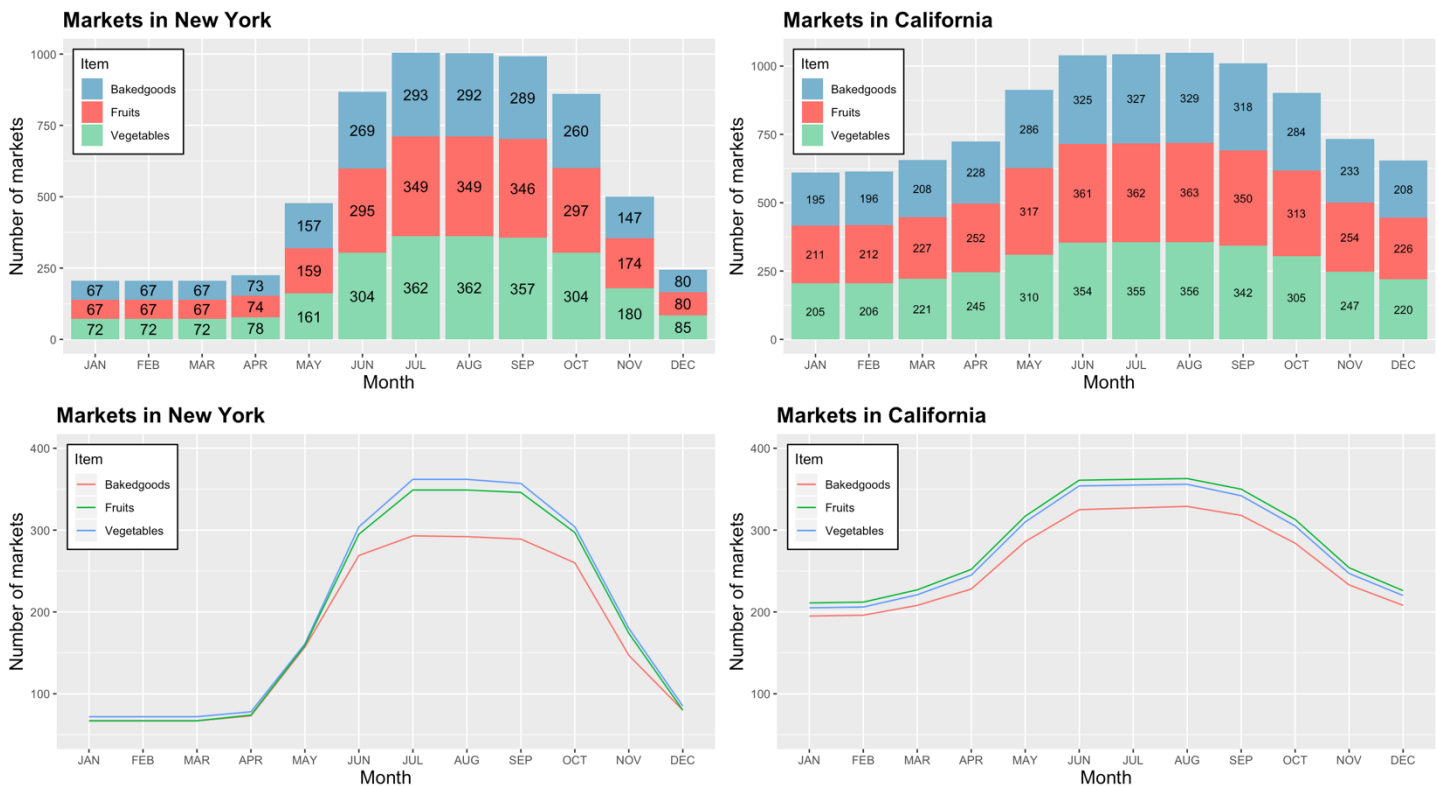 Markets in New York
Number of markets
1000
750
500
250
0
Item
Bakedgoods
Fruits
Vegetables
293 292 289
269 260
157 147
67 67 67 73 80
349 349 346
295 297
159 174
67 67 67 74 80
304 362 362 357 304
161 180
72 72 72 78 85
JAN FEB MAR APR MAY JUN JUL AUG SEP OCT NOV DEC
Month
Markets in California
Number of markets
1000
750
500
250
0
Item
Bakedgoods
Fruits
Vegetables
195 196 208 228 286 325 327 329 318 284 233 208
211 212 227 252 317 361 362 363 350 313 254 226
205 206 221 245 310 354 355 356 342 305 247 220
JAN FEB MAR APR MAY JUN JUL AUG SEP OCT NOV DEC
Month
Markets in New York
Number of markets
400
300
200
100
Item
Bakedgoods
Fruits
Vegetables
JAN FEB MAR APR MAY JUN JUL AUG SEP OCT NOV DEC
Month
Markets in California
Number of markets
400
300
200
100
Item
Bakedgoods
Fruits
Vegetables
JAN FEB MAR APR MAY JUN JUL AUG SEP OCT NOV DEC
Month